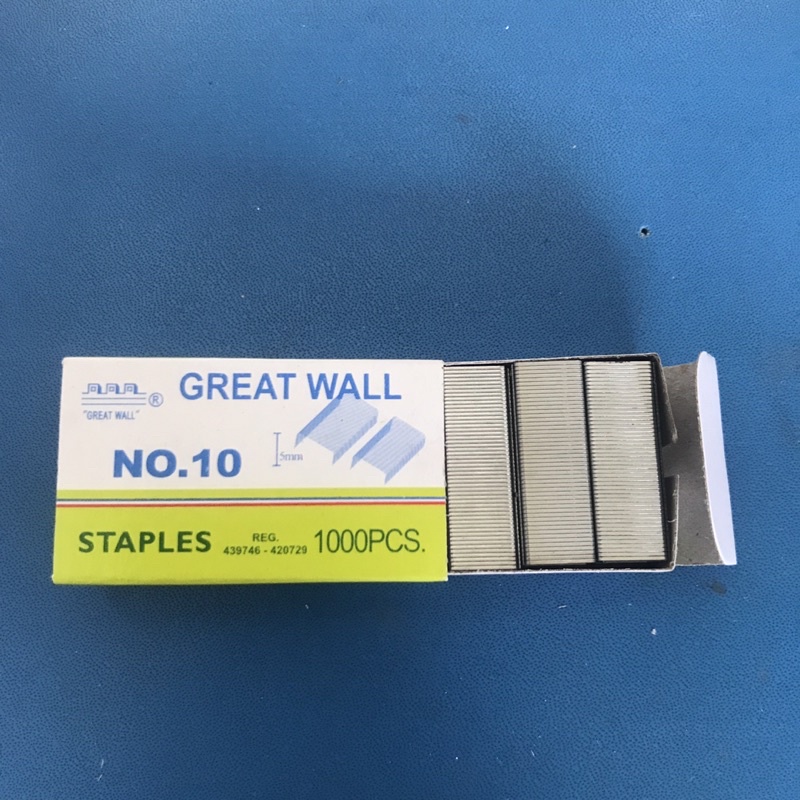 GREAT WALL
®
"GREAT WALL"
NO.10
5mm
STAPLES
REG.
439746 - 420729
1000PCS.